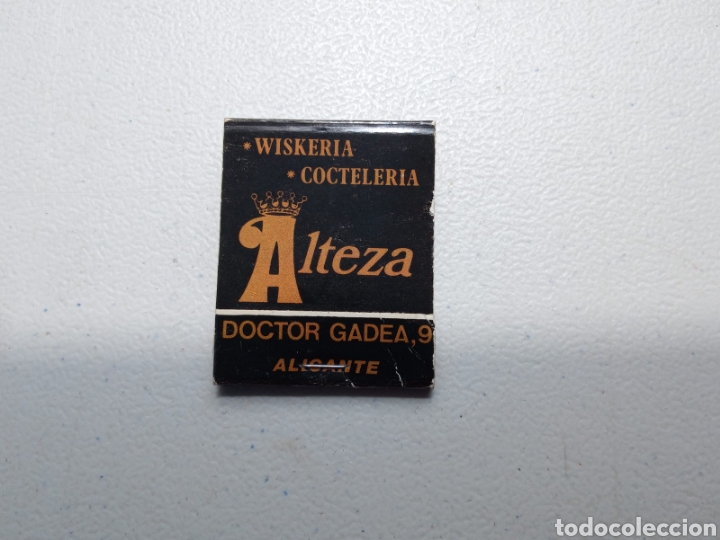 * WISKERIA
* COCTELERIA
Alteza
DOCTOR GADEA,9
ALICANTE
todocoleccion